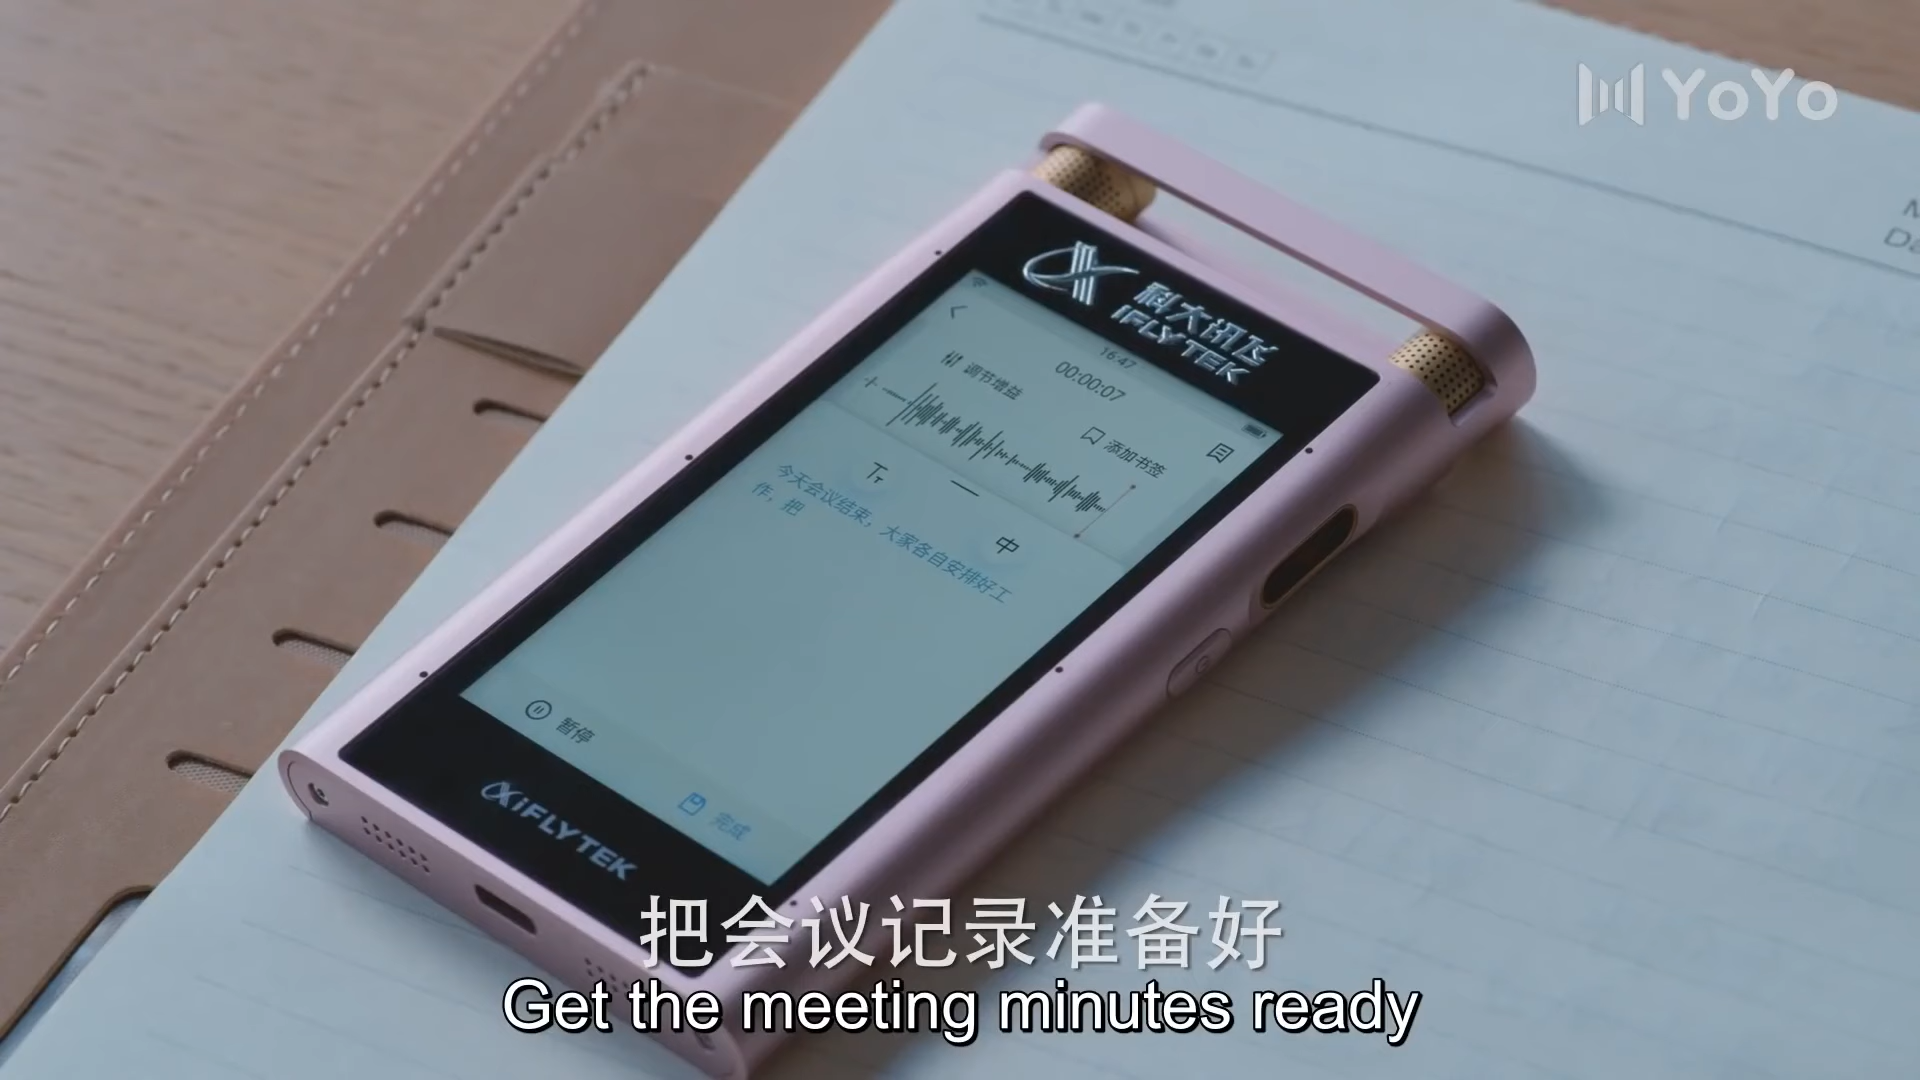 YoYo
科大讯飞
iFLYTEK
16:47
00:00:07
调节增益
添加书签
中
今天会议结束，大家各自安排好工
作，把
暂停
完成
iFLYTEK
把会议记录准备好
Get the meeting minutes ready